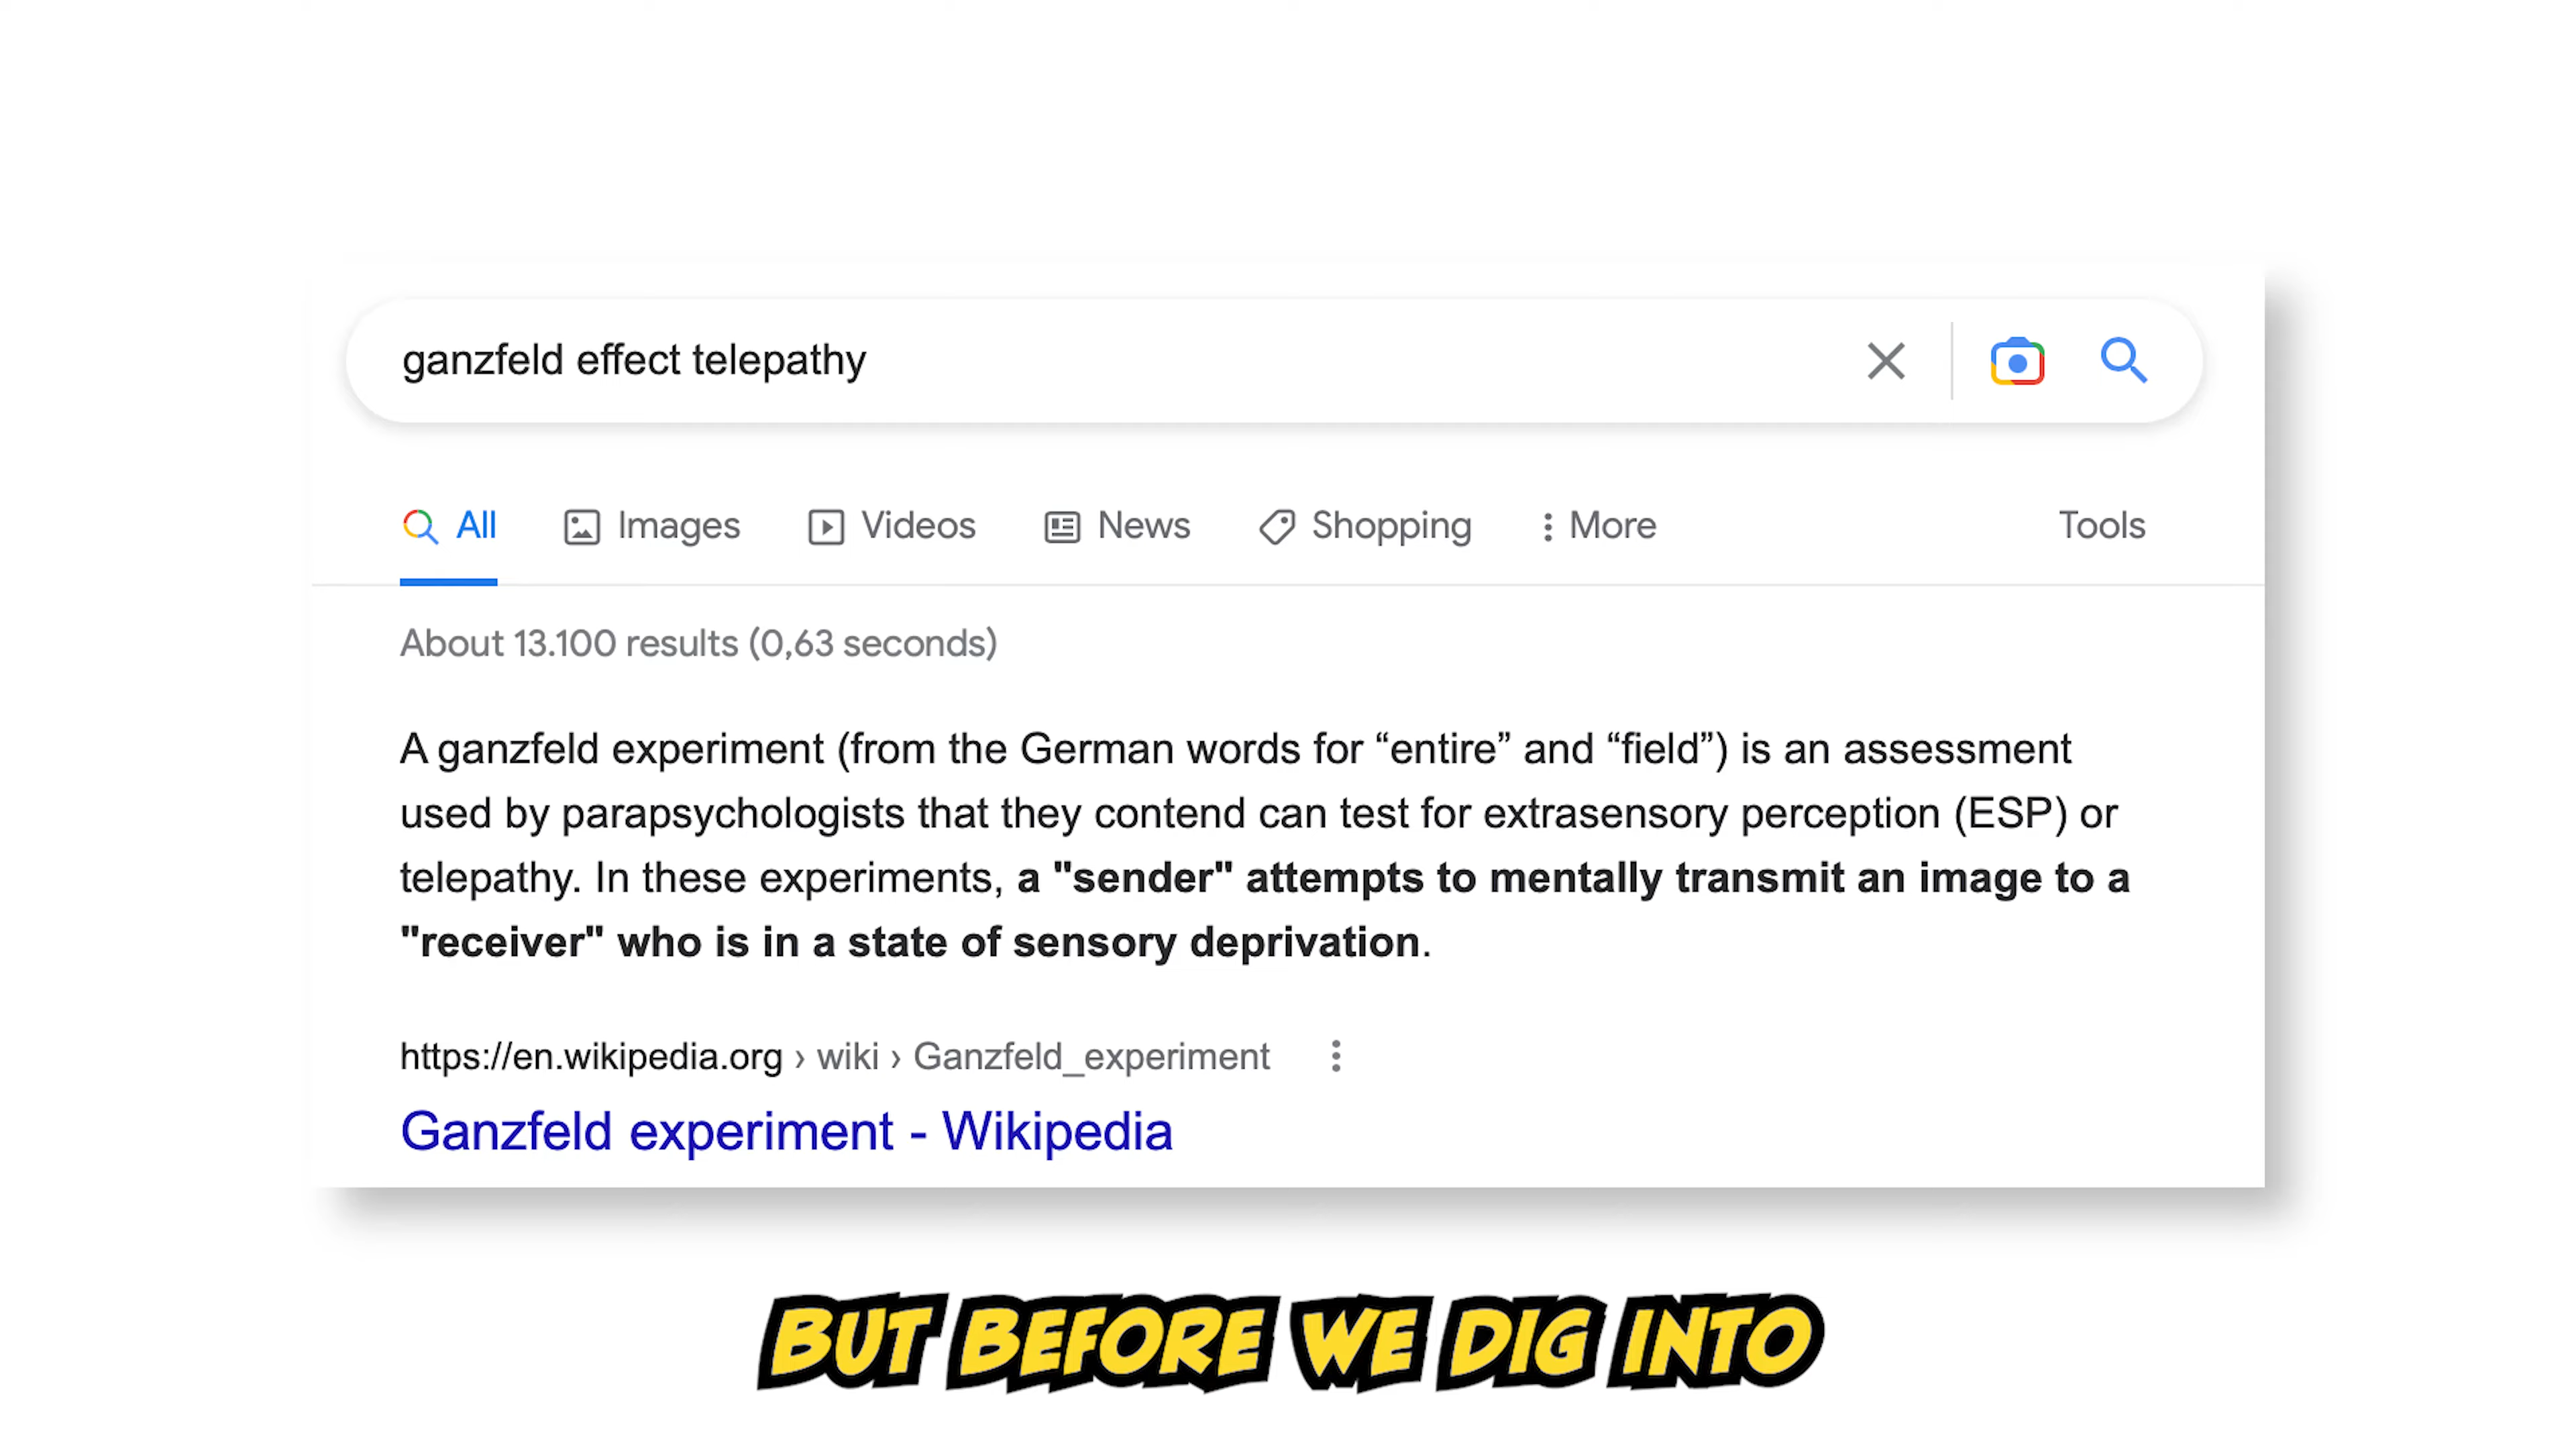 ganzfeld effect telepathy
All Images Videos News Shopping More Tools
About 13.100 results (0,63 seconds)
A ganzfeld experiment (from the German words for “entire” and “field”) is an assessment
used by parapsychologists that they contend can test for extrasensory perception (ESP) or
telepathy. In these experiments, a "sender" attempts to mentally transmit an image to a
"receiver" who is in a state of sensory deprivation.
https://en.wikipedia.org › wiki › Ganzfeld_experiment
Ganzfeld experiment - Wikipedia
BUT BEFORE WE DIG INTO